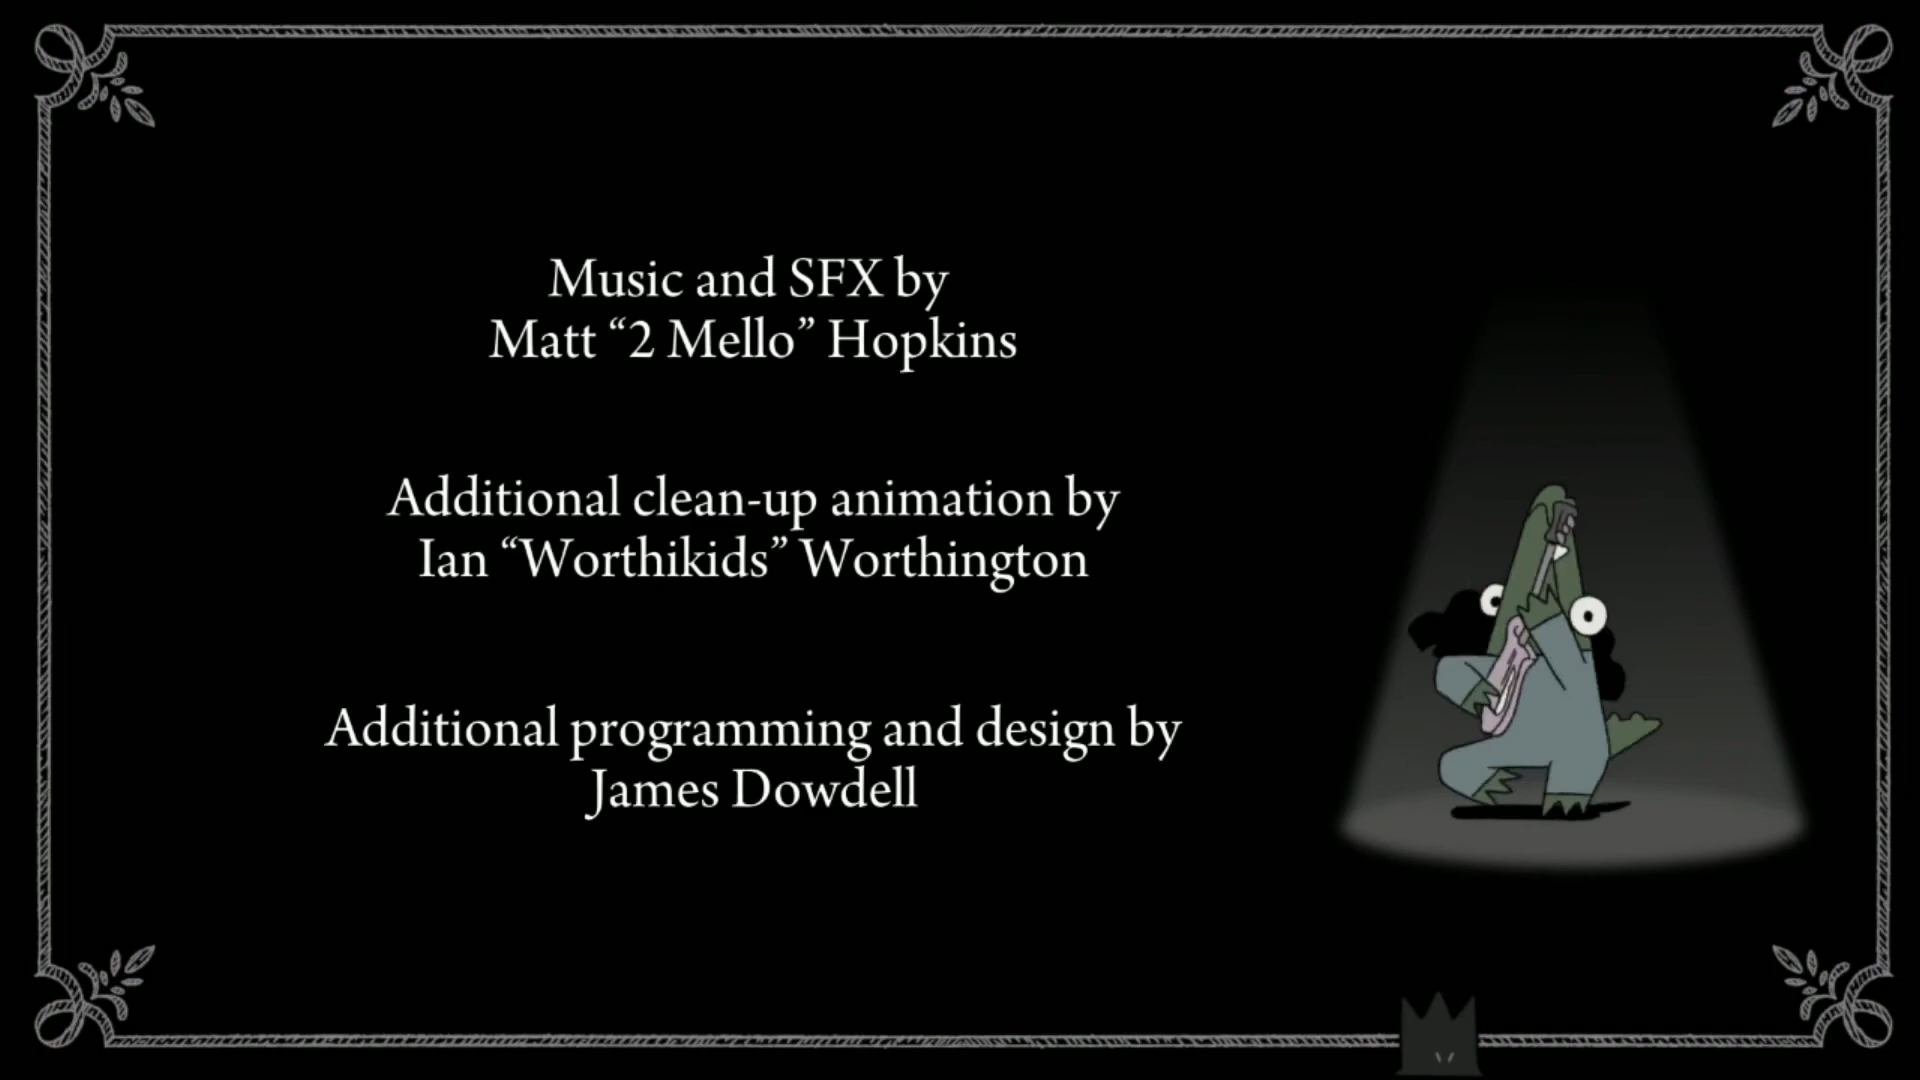 Music and SFX by
Matt “2 Mello” Hopkins
Additional clean-up animation by
Ian “Worthikids” Worthington
Additional programming and design by
James Dowdell